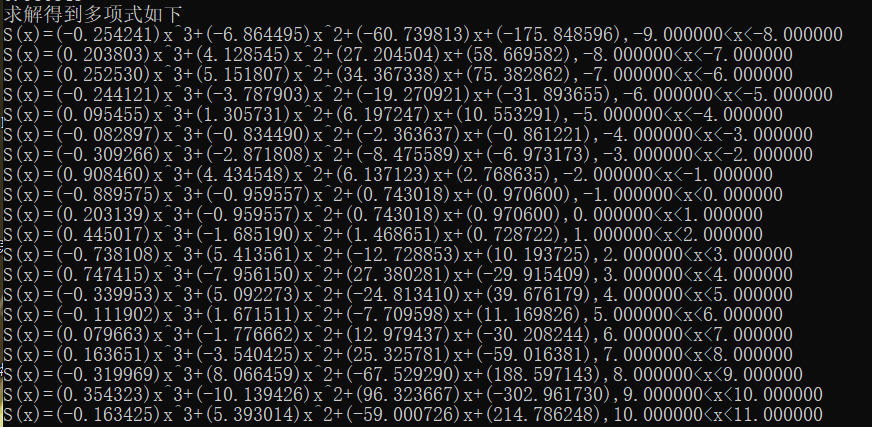 求解得到多项式如下
S(x)=(-0.254241)x^3+(-6.864495)x^2+(-60.739813)x+(-175.848596),-9.000000<x<-8.000000
S(x)=(0.203803)x^3+(4.128545)x^2+(27.204504)x+(58.669582),-8.000000<x<-7.000000
S(x)=(0.252530)x^3+(5.151807)x^2+(34.367338)x+(75.382862),-7.000000<x<-6.000000
S(x)=(-0.244121)x^3+(-3.787903)x^2+(-19.270921)x+(-31.893655),-6.000000<x<-5.000000
S(x)=(0.095455)x^3+(1.305731)x^2+(6.197247)x+(10.553291),-5.000000<x<-4.000000
S(x)=(-0.082897)x^3+(-0.834490)x^2+(-2.363637)x+(-0.861221),-4.000000<x<-3.000000
S(x)=(-0.309266)x^3+(-2.871808)x^2+(-8.475589)x+(-6.973173),-3.000000<x<-2.000000
S(x)=(0.908460)x^3+(4.434548)x^2+(6.137123)x+(2.768635),-2.000000<x<-1.000000
S(x)=(-0.889575)x^3+(-0.959557)x^2+(0.743018)x+(0.970600),-1.000000<x<0.000000
S(x)=(0.203139)x^3+(-0.959557)x^2+(0.743018)x+(0.970600),0.000000<x<1.000000
S(x)=(0.445017)x^3+(-1.685190)x^2+(1.468651)x+(0.728722),1.000000<x<2.000000
S(x)=(-0.738108)x^3+(5.413561)x^2+(-12.728853)x+(10.193725),2.000000<x<3.000000
S(x)=(0.747415)x^3+(-7.956150)x^2+(27.380281)x+(-29.915409),3.000000<x<4.000000
S(x)=(-0.339953)x^3+(5.092273)x^2+(-24.813410)x+(39.676179),4.000000<x<5.000000
S(x)=(-0.111902)x^3+(1.671511)x^2+(-7.709598)x+(11.169826),5.000000<x<6.000000
S(x)=(0.079663)x^3+(-1.776662)x^2+(12.979437)x+(-30.208244),6.000000<x<7.000000
S(x)=(0.163651)x^3+(-3.540425)x^2+(25.325781)x+(-59.016381),7.000000<x<8.000000
S(x)=(-0.319969)x^3+(8.066459)x^2+(-67.529290)x+(188.597143),8.000000<x<9.000000
S(x)=(0.354323)x^3+(-10.139426)x^2+(96.323667)x+(-302.961730),9.000000<x<10.000000
S(x)=(-0.163425)x^3+(5.393014)x^2+(-59.000726)x+(214.786248),10.000000<x<11.000000